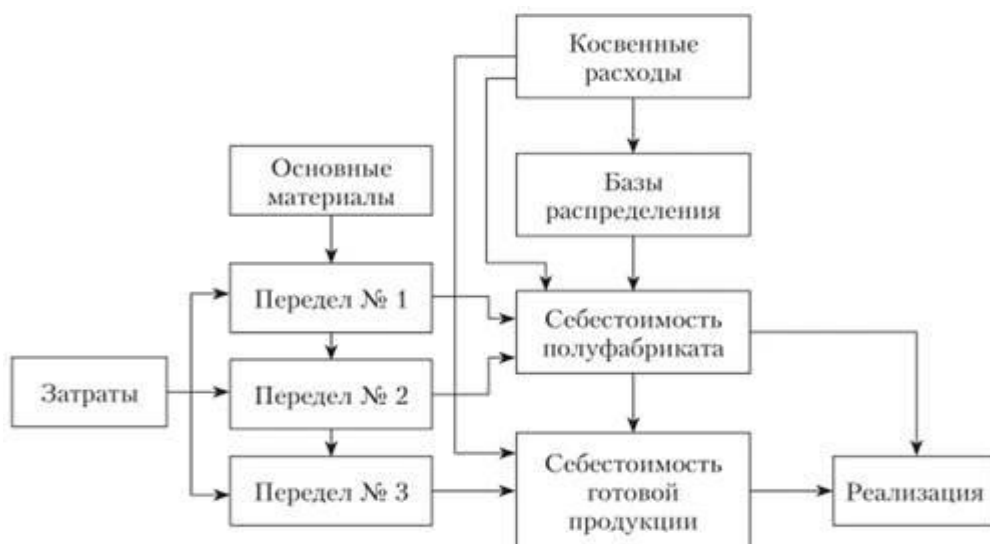 Косвенные
расходы
Основные
материалы
Базы
распределения
Передел № 1
Себестоимость
полуфабриката
Затраты
Передел № 2
Передел № 3
Себестоимость
готовой
продукции
Реализация